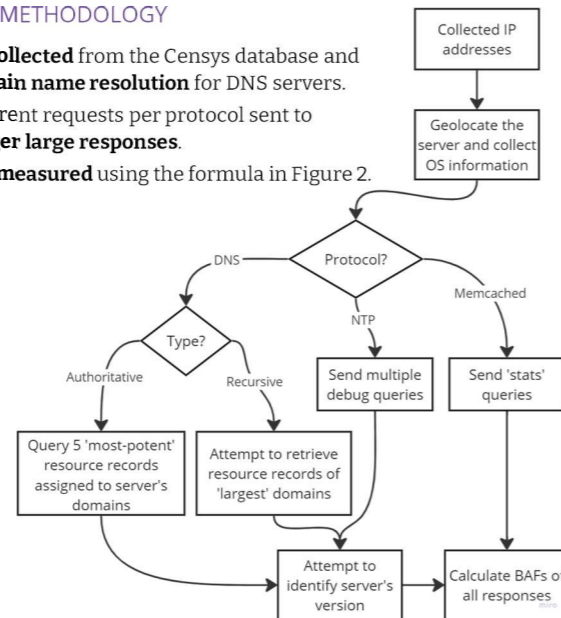 METHODOLOGY
ollected from the Censys database and
ain name resolution for DNS servers.
rent requests per protocol sent to
er large responses.
measured using the formula in Figure 2.
Collected IP
addresses
Geolocate the
server and collect
OS information
Protocol?
DNS
NTP
Memcached
Type?
Authoritative
Recursive
Send multiple
debug queries
Send 'stats'
queries
Query 5 'most-potent'
resource records
assigned to server's
domains
Attempt to retrieve
resource records of
'largest' domains
Attempt to
identify server's
version
Calculate BAFs of
all responses
miro